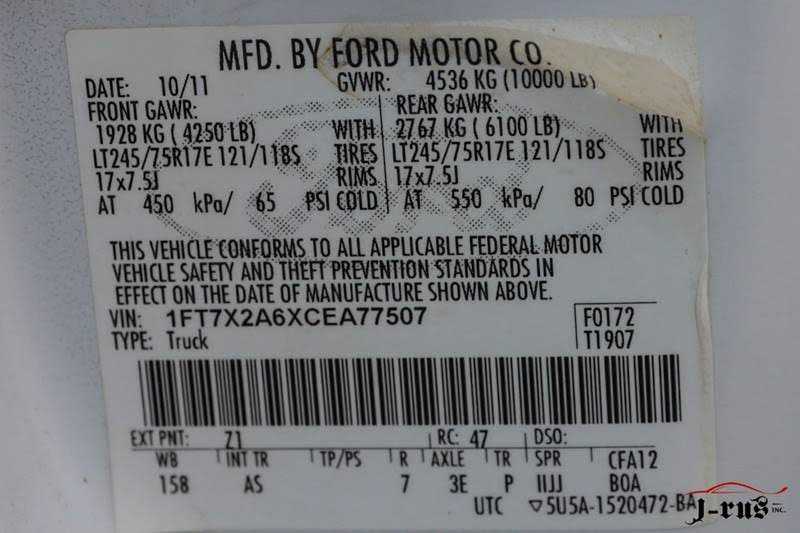 MFD. BY FORD MOTOR CO.
DATE: 10/11 GVWR: 4536 KG (10000 LB)
FRONT GAWR: REAR GAWR:
1928 KG ( 4250 LB) WITH 2767 KG ( 6100 LB) WITH
LT245/75R17E 121/118S TIRES LT245/75R17E 121/118S TIRES
17x7.5J RIMS 17x7.5J RIMS
AT 450 kPa/ 65 PSI COLD AT 550 kPa/ 80 PSI COLD
THIS VEHICLE CONFORMS TO ALL APPLICABLE FEDERAL MOTOR
VEHICLE SAFETY AND THEFT PREVENTION STANDARDS IN
EFFECT ON THE DATE OF MANUFACTURE SHOWN ABOVE.
VIN: 1FT7X2A6XCEA77507 F0172
TYPE: Truck T1907
EXT PNT: Z1 RC: 47 DSO:
WB INT TR TP/PS R AXLE TR SPR CFA12
158 AS 7 3E P IIJJ BOA
UTC ▽5U5A-1520472-BA
J-rus INC.